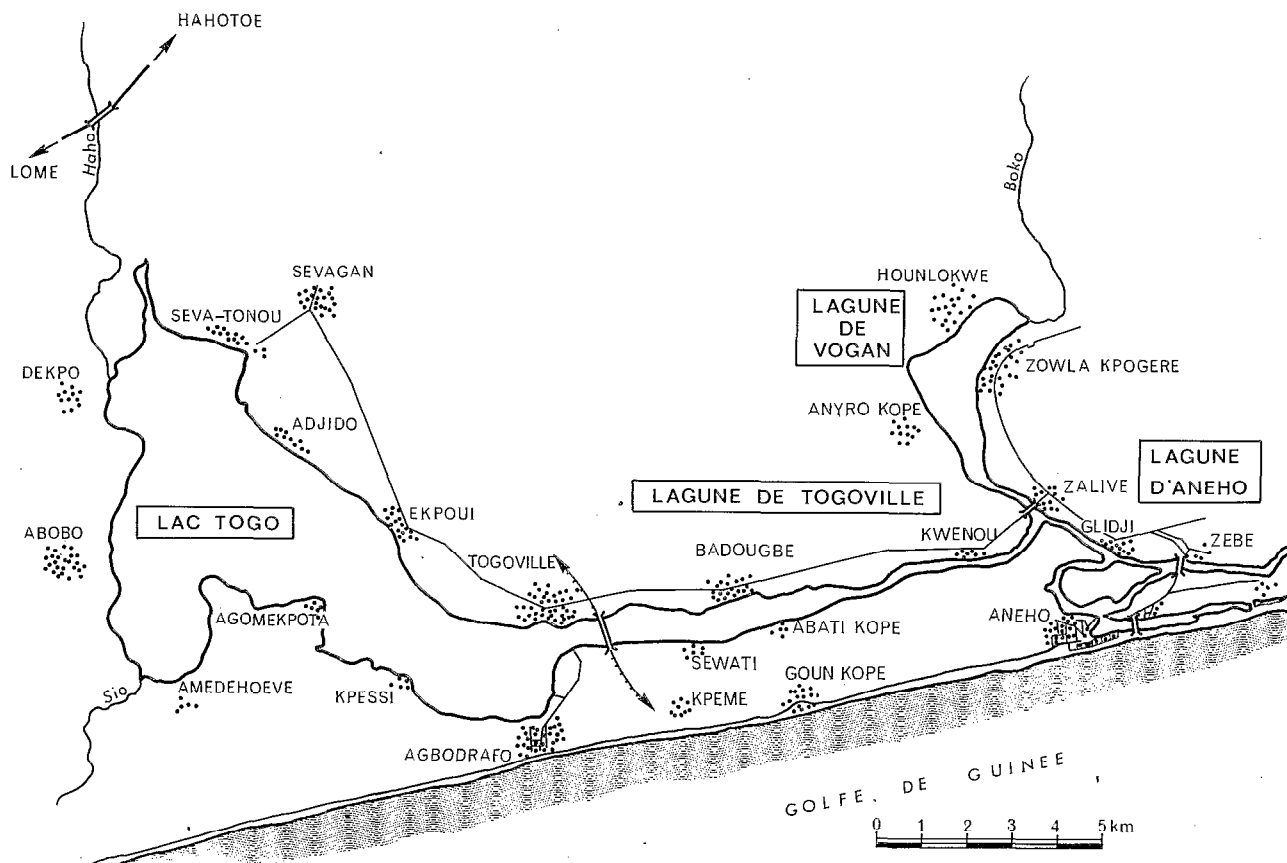 HAHOTOE
LOME
Haho
Boko
SEVAGAN
HOUNLOKWE
LAGUNE
DE
VOGAN
SEVA-TONOU
ZOWLA KPOGERE
DEKPO
ANYRO KOPE
ADJIDO
LAGUNE
D'ANEHO
LAGUNE DE TOGOVILLE
ZALIVE
LAC TOGO
EKPOUI
ABOBO
KWENOU
GLIDJI
ZEBE
TOGOVILLE
BADOUGBE
AGOMEKPOTA
ABATI KOPE
ANEHO
SEWATI
Sio
AMEDEHOEVE
KPESSI
GOUN KOPE
KPEME
AGBODRAFO
GOLFE DE GUINEE
0 1 2 3 4 5 km